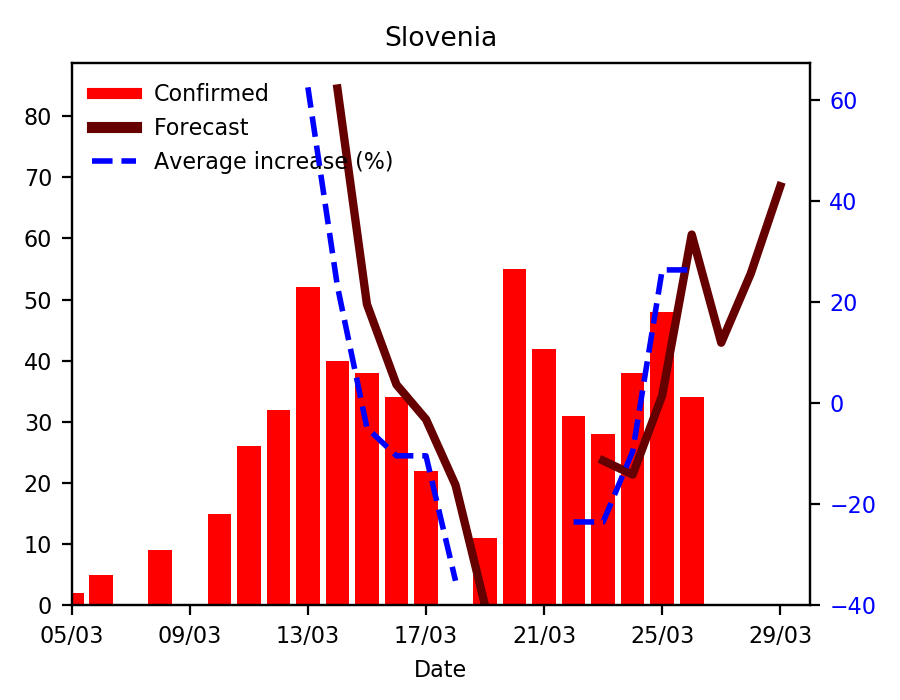 Slovenia
Confirmed
Forecast
Average increase (%)
80
70
60
50
40
30
20
10
0
60
40
20
0
−20
−40
05/03 09/03 13/03 17/03 21/03 25/03 29/03
Date